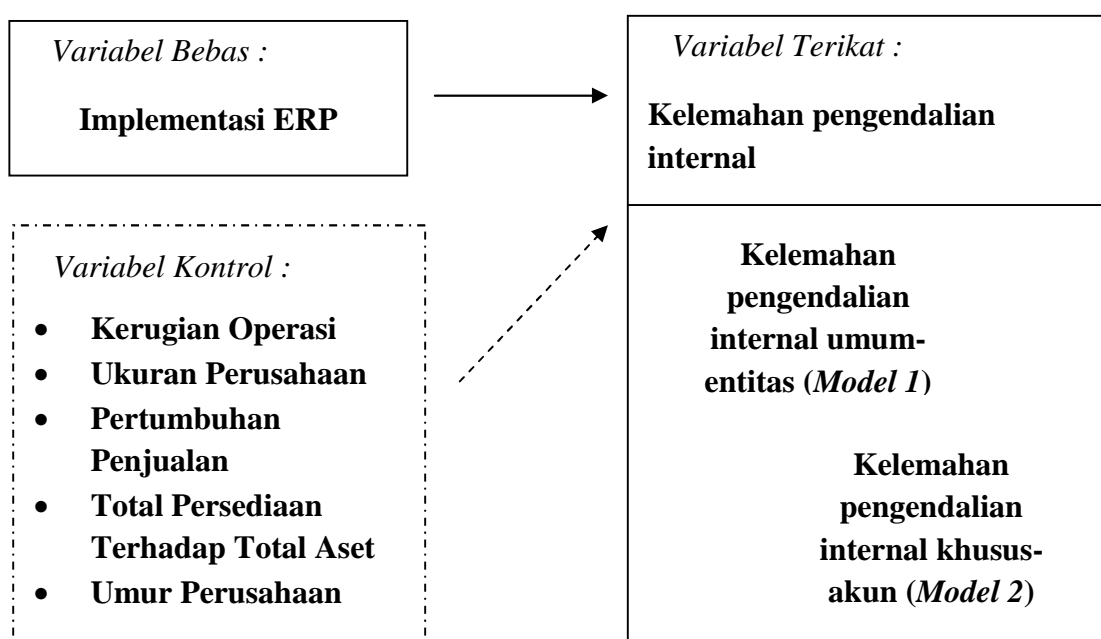 Variabel Bebas :
Implementasi ERP
Variabel Terikat :
Kelemahan pengendalian
internal
Variabel Kontrol :
• Kerugian Operasi
• Ukuran Perusahaan
• Pertumbuhan
Penjualan
• Total Persediaan
Terhadap Total Aset
• Umur Perusahaan
Kelemahan
pengendalian
internal umum-
entitas (Model 1)
Kelemahan
pengendalian
internal khusus-
akun (Model 2)